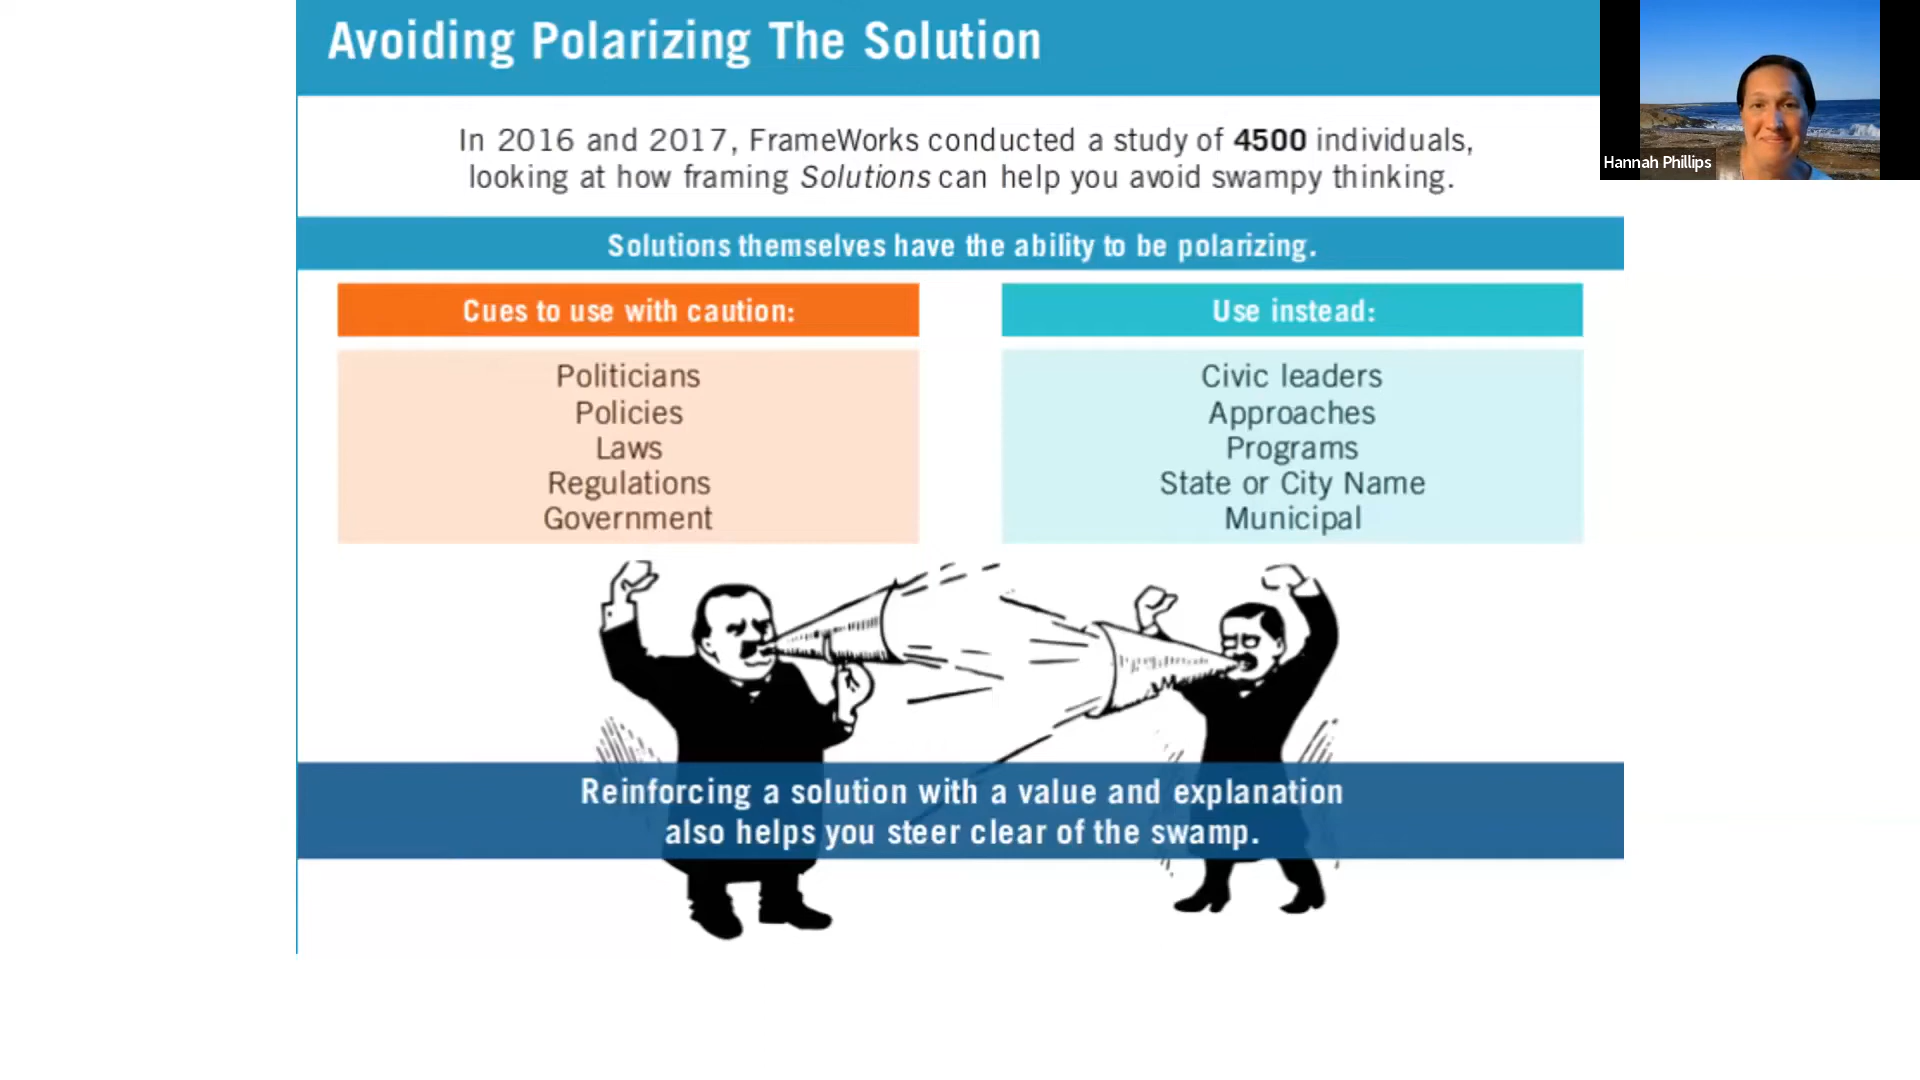 Avoiding Polarizing The Solution
In 2016 and 2017, FrameWorks conducted a study of 4500 individuals,
looking at how framing Solutions can help you avoid swampy thinking.
Solutions themselves have the ability to be polarizing.
Cues to use with caution:
Politicians
Policies
Laws
Regulations
Government
Use instead:
Civic leaders
Approaches
Programs
State or City Name
Municipal
Reinforcing a solution with a value and explanation
also helps you steer clear of the swamp.
Hannah Phillips